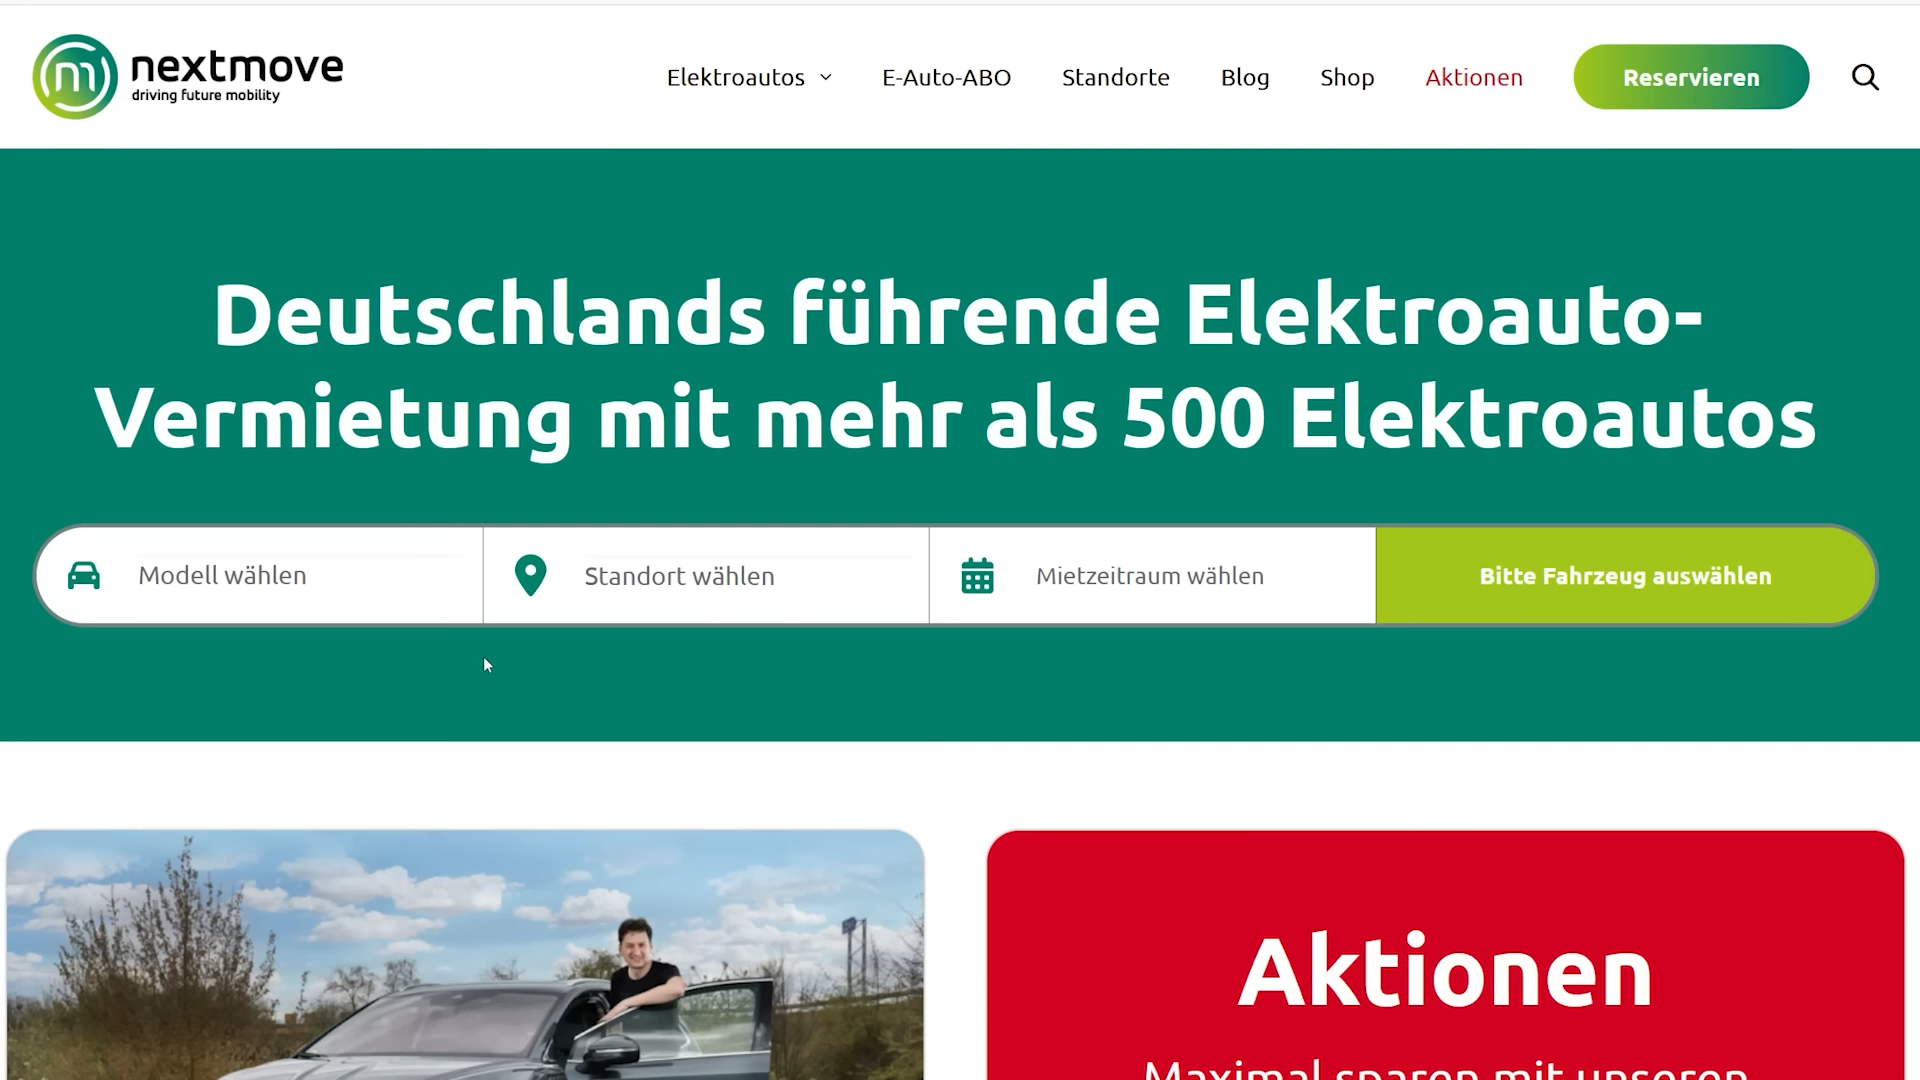 nextmove
driving future mobility
Elektroautos
E-Auto-ABO
Standorte
Blog
Shop
Aktionen
Reservieren
Deutschlands führende Elektroauto-
Vermietung mit mehr als 500 Elektroautos
Modell wählen
Standort wählen
Mietzeitraum wählen
Bitte Fahrzeug auswählen
Aktionen
Maximal sparen mit unseren